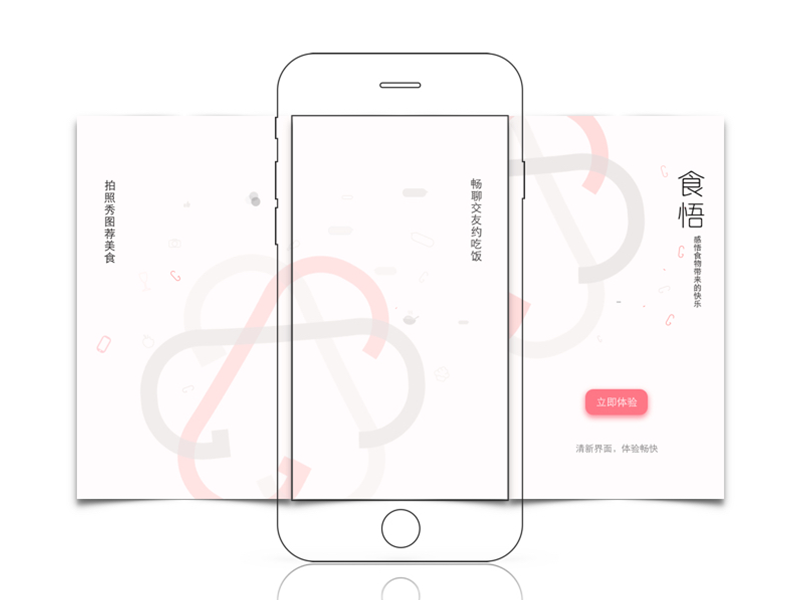 拍照秀图荐美食
畅聊交友约吃饭
食悟
感悟食物带来的快乐
立即体验
清新界面、体验畅快